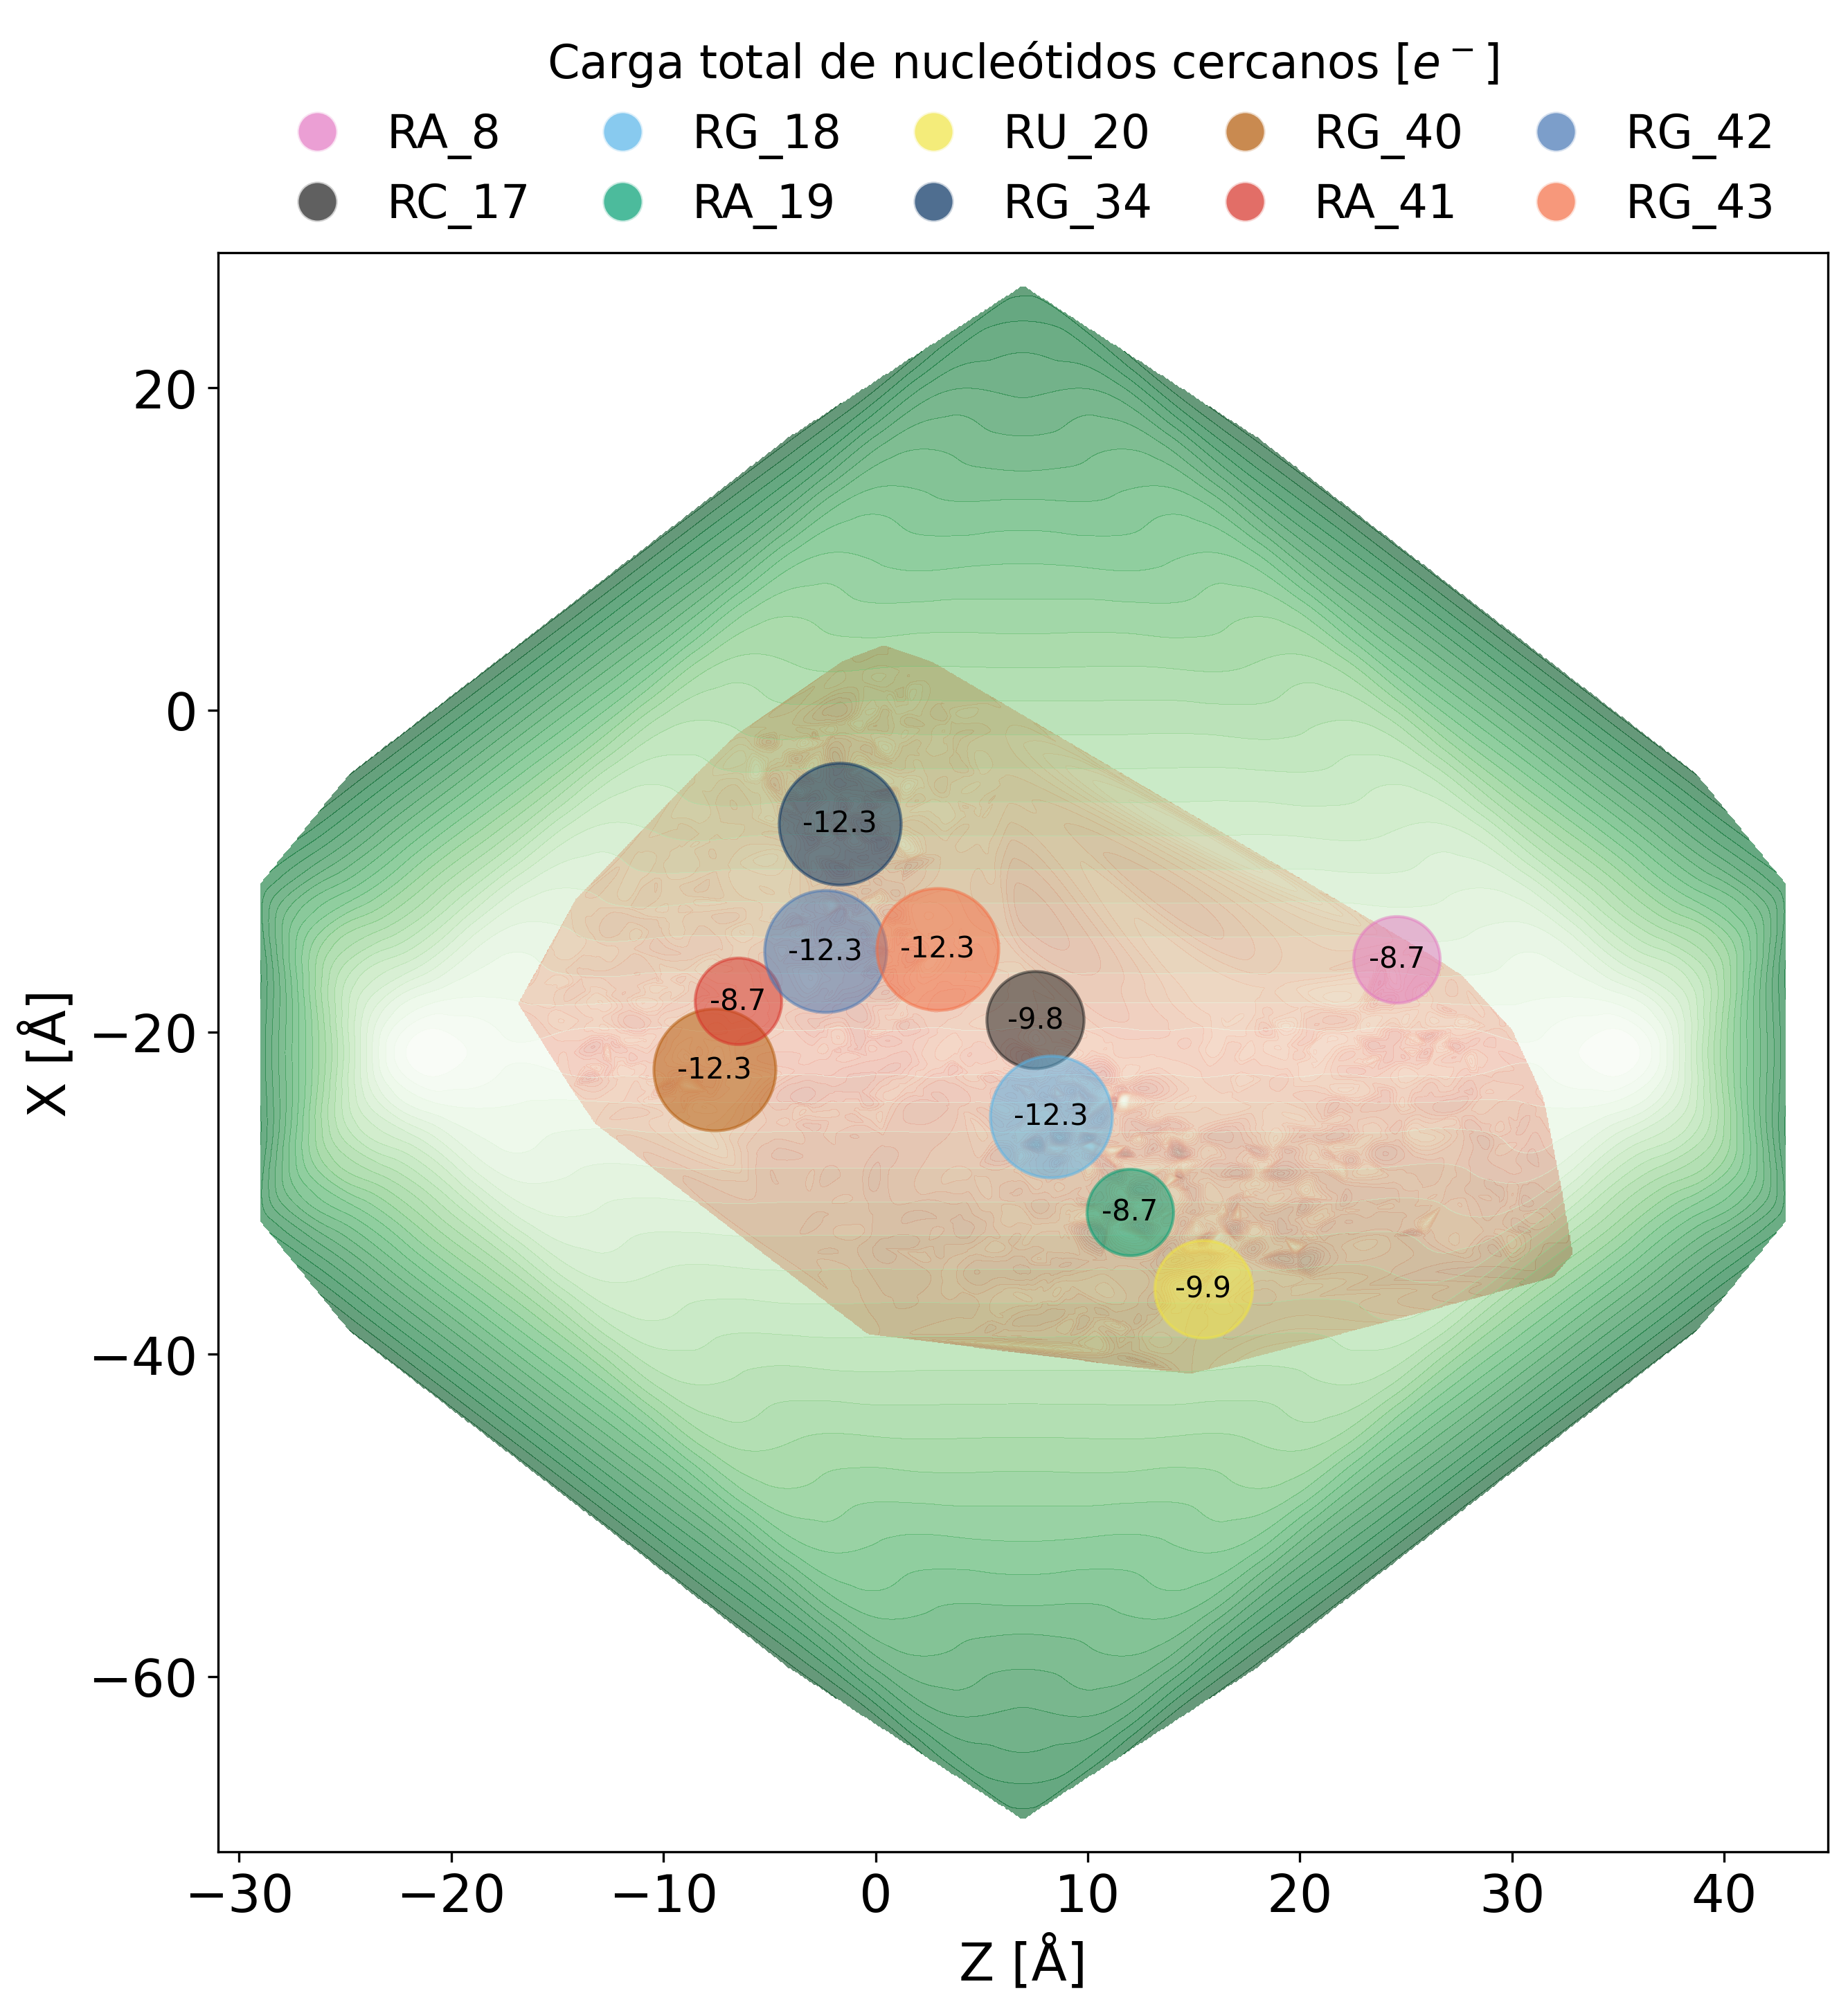 Carga total de nucleótidos cercanos [e⁻]
RA_8 RG_18 RU_20 RG_40 RG_42
RC_17 RA_19 RG_34 RA_41 RG_43
20
0
−20
−40
−60
X [Å]
-12.3
-12.3 -12.3 -8.7
-8.7 -9.8
-12.3
-12.3
-8.7
-9.9
−30 −20 −10 0 10 20 30 40
Z [Å]